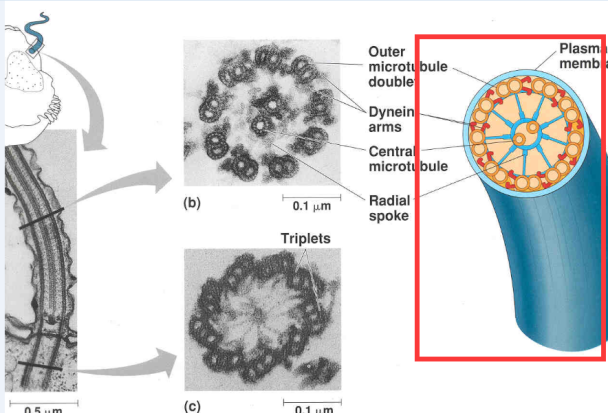 Outer
microtubule
doublet
Dynein
arms
Central
microtubule
Radial
spoke
Plasma
membra
(b)
0.1 µm
Triplets
(c)
0.1 µm
0.5 µm